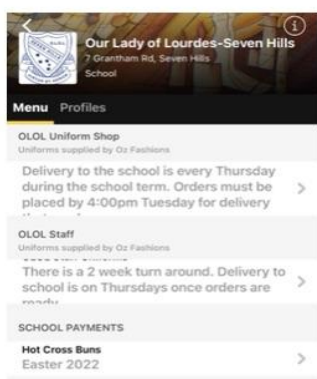 Our Lady of Lourdes-Seven Hills
7 Grantham Rd, Seven Hills
School
Menu Profiles
OLOL Uniform Shop
Uniforms supplied by Oz Fashions
Delivery to the school is every Thursday
during the school term. Orders must be
placed by 4:00pm Tuesday for delivery
OLOL Staff
Uniforms supplied by Oz Fashions
There is a 2 week turn around. Delivery to
school is on Thursdays once orders are
ready
SCHOOL PAYMENTS
Hot Cross Buns
Easter 2022